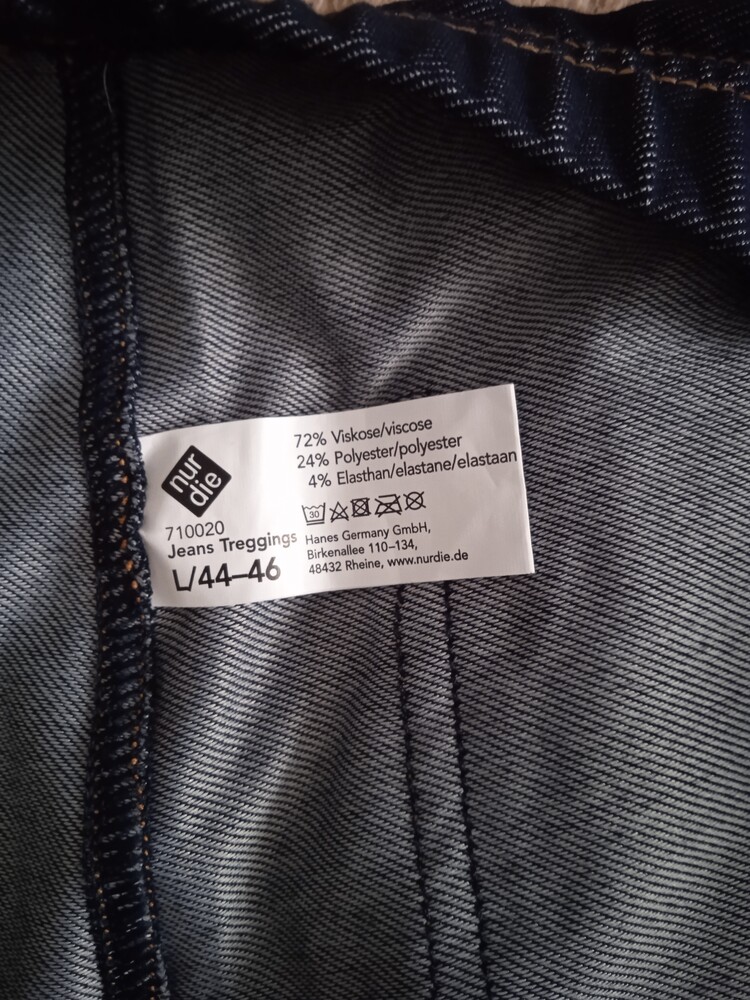 nur
die
710020
Jeans Treggings
L/44–46
72% Viskose/viscose
24% Polyester/polyester
4% Elasthan/elastane/elastaan
30
Hanes Germany GmbH,
Birkenallee 110–134,
48432 Rheine, www.nurdie.de